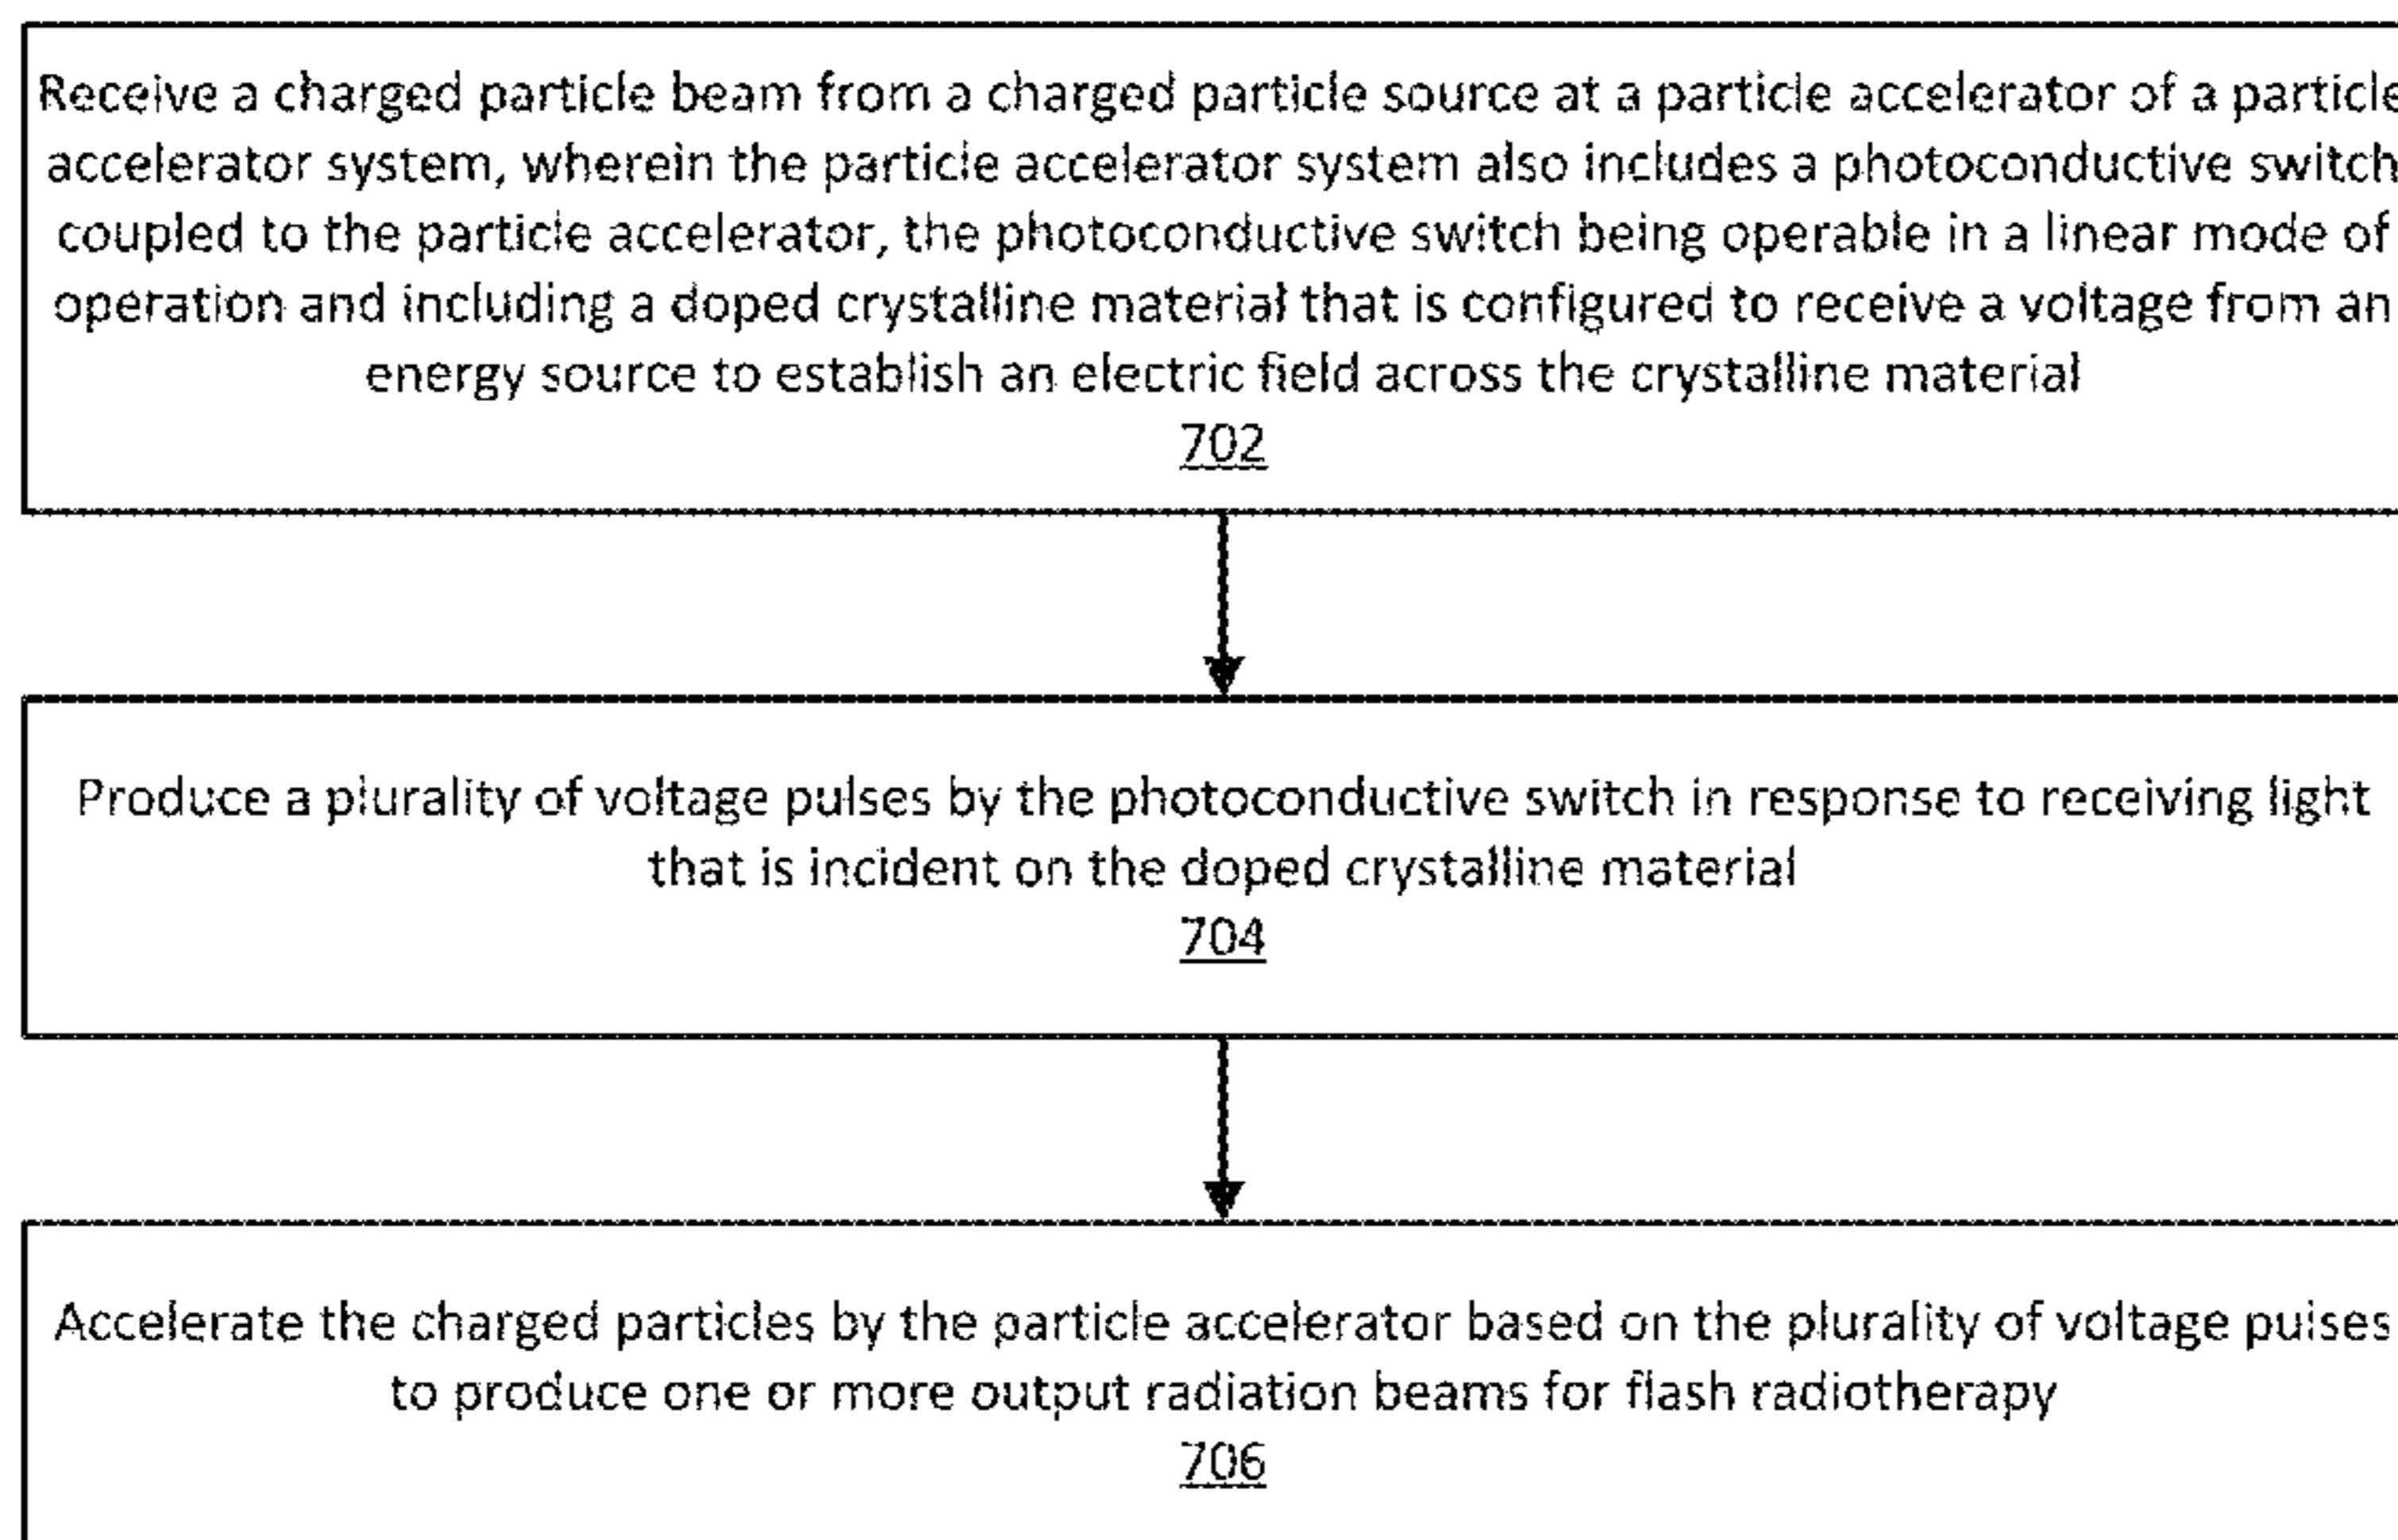 Receive a charged particle beam from a charged particle source at a particle accelerator of a particle
accelerator system, wherein the particle accelerator system also includes a photoconductive switch
coupled to the particle accelerator, the photoconductive switch being operable in a linear mode of
operation and including a doped crystalline material that is configured to receive a voltage from an
energy source to establish an electric field across the crystalline material
702
Produce a plurality of voltage pulses by the photoconductive switch in response to receiving light
that is incident on the doped crystalline material
704
Accelerate the charged particles by the particle accelerator based on the plurality of voltage pulses
to produce one or more output radiation beams for flash radiotherapy
706